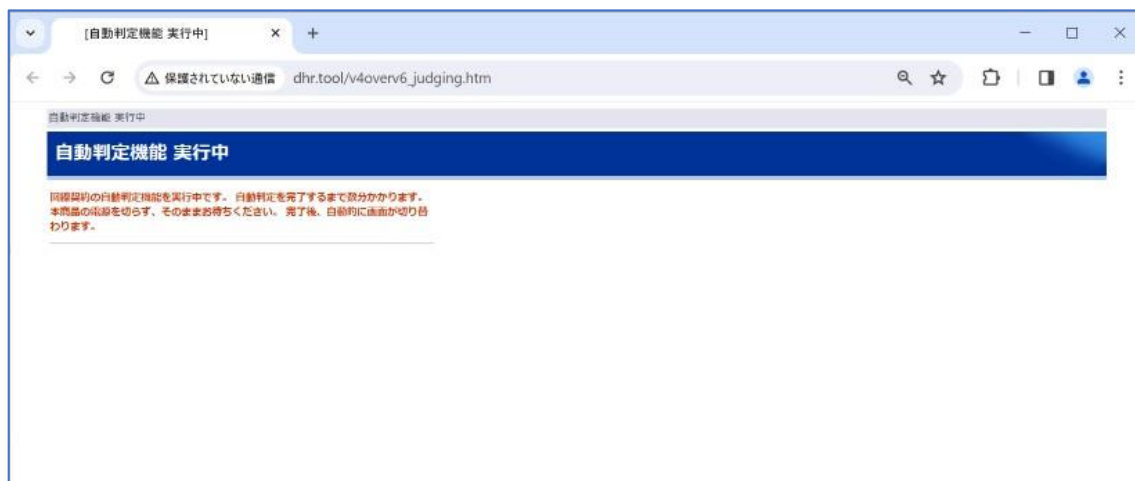 [自動判定機能 実行中]
保護されていない通信 dhr.tool/v4overv6_judging.htm
自動判定機能 実行中
自動判定機能 実行中
回線契約の自動判定機能を実行中です。 自動判定を完了するまで数分かかります。
本商品の電源を切らず、そのままお待ちください。 完了後、自動的に画面が切り替
わります。